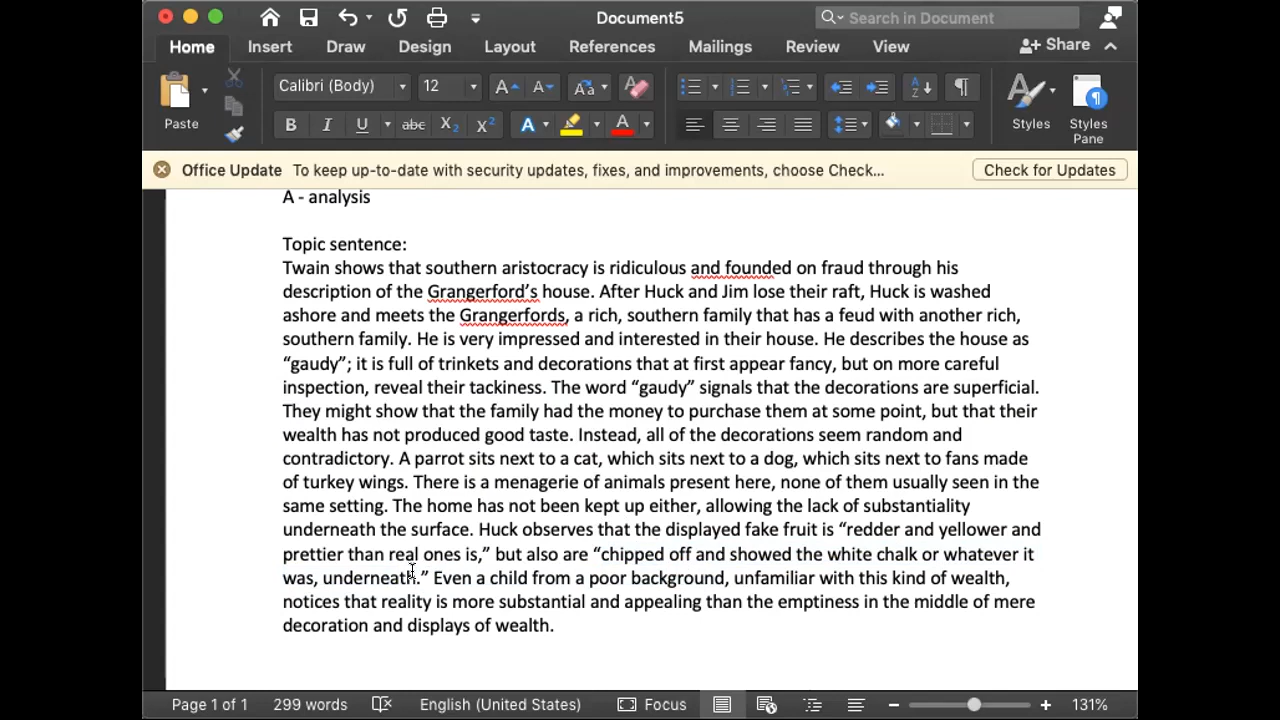 Document5
Search in Document
Home Insert Draw Design Layout References Mailings Review View Share
Paste
Calibri (Body) 12
Styles
Styles Pane
Office Update To keep up-to-date with security updates, fixes, and improvements, choose Check...
Check for Updates
A - analysis
Topic sentence:
Twain shows that southern aristocracy is ridiculous and founded on fraud through his
description of the Grangerford’s house. After Huck and Jim lose their raft, Huck is washed
ashore and meets the Grangerfords, a rich, southern family that has a feud with another rich,
southern family. He is very impressed and interested in their house. He describes the house as
“gaudy”; it is full of trinkets and decorations that at first appear fancy, but on more careful
inspection, reveal their tackiness. The word “gaudy” signals that the decorations are superficial.
They might show that the family had the money to purchase them at some point, but that their
wealth has not produced good taste. Instead, all of the decorations seem random and
contradictory. A parrot sits next to a cat, which sits next to a dog, which sits next to fans made
of turkey wings. There is a menagerie of animals present here, none of them usually seen in the
same setting. The home has not been kept up either, allowing the lack of substantiality
underneath the surface. Huck observes that the displayed fake fruit is “redder and yellower and
prettier than real ones is,” but also are “chipped off and showed the white chalk or whatever it
was, underneath.” Even a child from a poor background, unfamiliar with this kind of wealth,
notices that reality is more substantial and appealing than the emptiness in the middle of mere
decoration and displays of wealth.
Page 1 of 1 299 words English (United States) Focus 131%